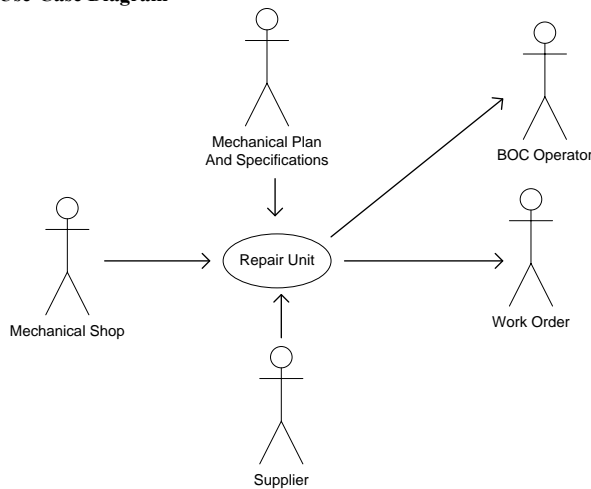 Use Case Diagram
Mechanical Plan
And Specifications
BOC Operator
Repair Unit
Mechanical Shop
Work Order
Supplier